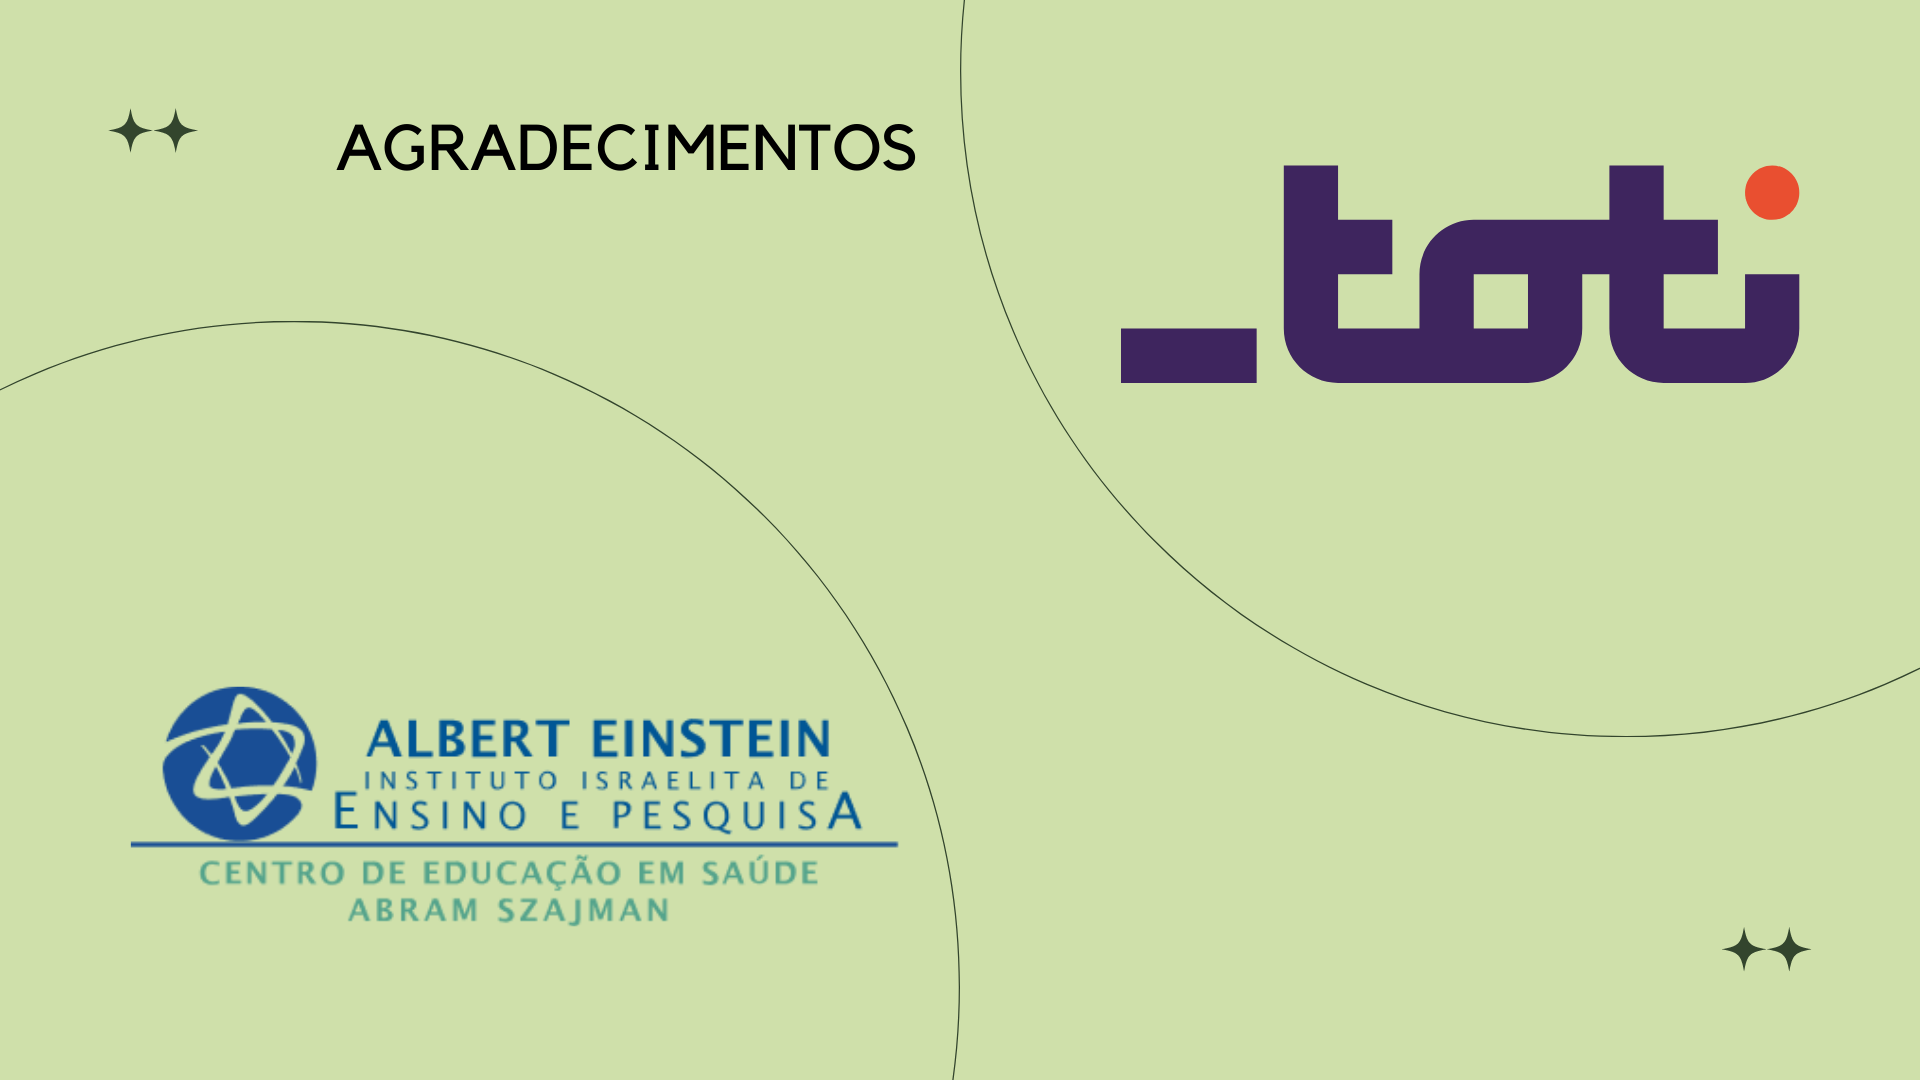 AGRADECIMENTOS
_toti
ALBERT EINSTEIN
INSTITUTO ISRAELITA DE
ENSINO E PESQUISA
CENTRO DE EDUCAÇÃO EM SAÚDE
ABRAM SZAJMAN